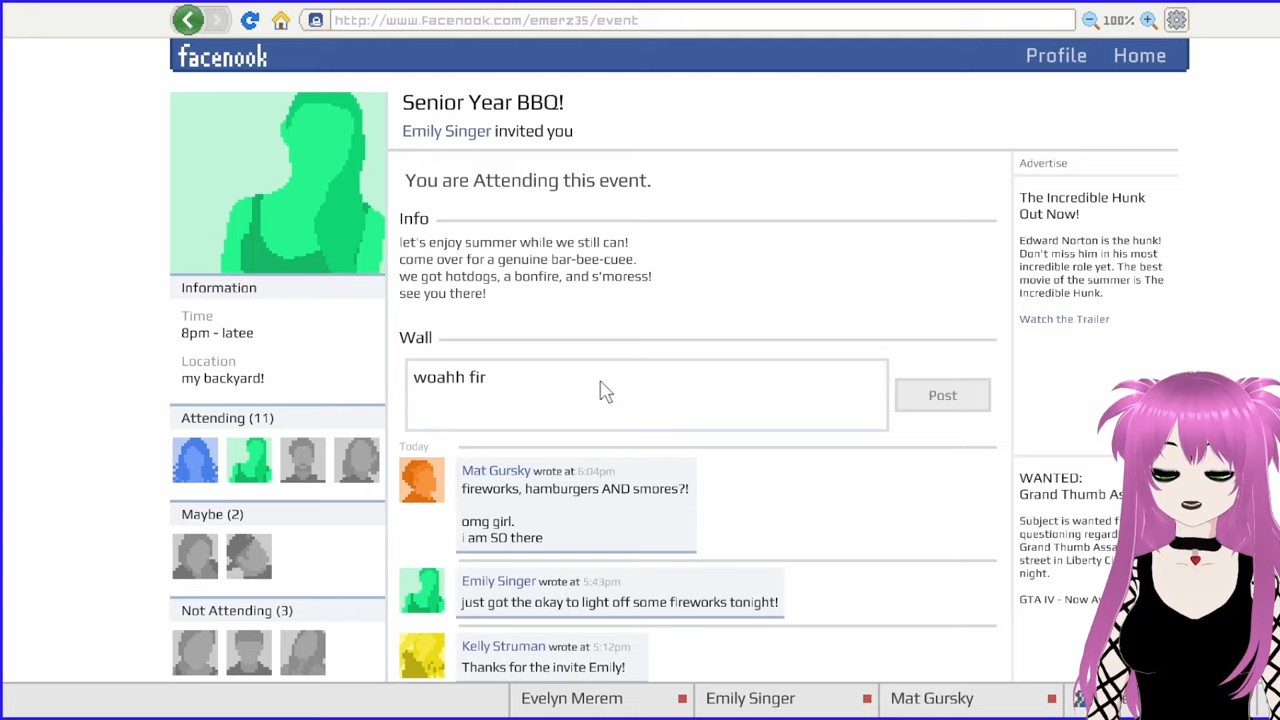 http://www.facenook.com/emerz35/event
100%
facenook
Profile
Home
Senior Year BBQ!
Emily Singer invited you
You are Attending this event.
Info
let's enjoy summer while we still can!
come over for a genuine bar-bee-cuee.
we got hotdogs, a bonfire, and s'moress!
see you there!
Information
Time
8pm - latee
Location
my backyard!
Attending (11)
Maybe (2)
Not Attending (3)
Wall
woahh fir
Post
Today
Mat Gursky wrote at 6:04pm
fireworks, hamburgers AND smores?!
omg girl.
i am SO there
Emily Singer wrote at 5:43pm
just got the okay to light off some fireworks tonight!
Kelly Struman wrote at 5:12pm
Thanks for the invite Emily!
Advertise
The Incredible Hunk
Out Now!
Edward Norton is the hunk!
Don't miss him in his most
incredible role yet. The best
movie of the summer is The
Incredible Hunk.
Watch the Trailer
WANTED:
Grand Thumb As
Subject is wanted f
questioning regard
Grand Thumb Assa
street in Liberty C
night.
GTA IV - Now Av
Evelyn Merem
Emily Singer
Mat Gursky